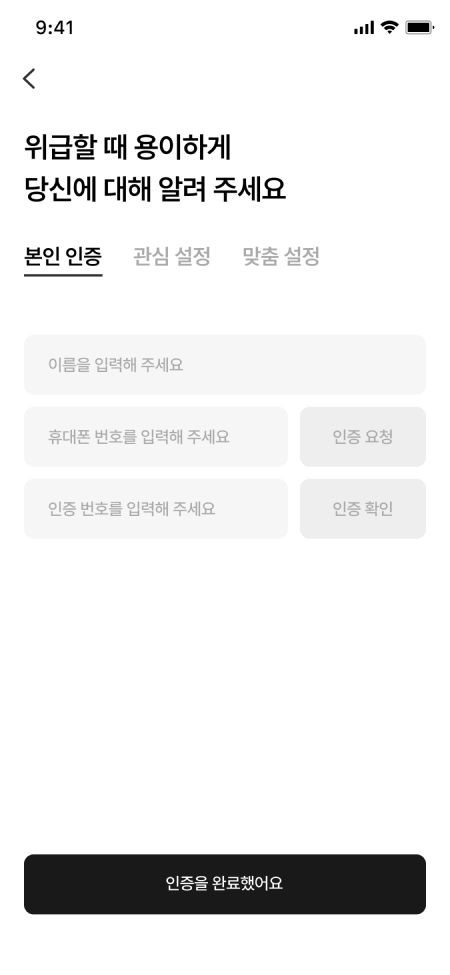 9:41
위급할 때 용이하게
당신에 대해 알려 주세요
본인 인증 관심 설정 맞춤 설정
이름을 입력해 주세요
휴대폰 번호를 입력해 주세요 인증 요청
인증 번호를 입력해 주세요 인증 확인
인증을 완료했어요